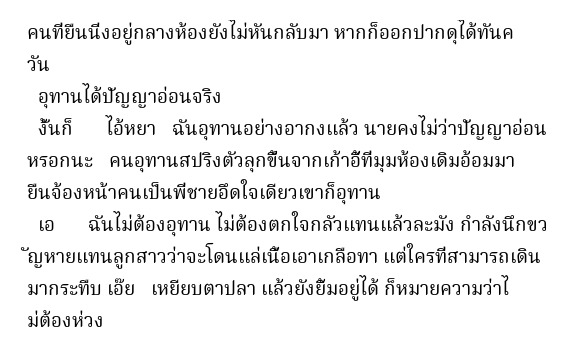 คนที่ยืนนิ่งอยู่กลางห้องยังไม่หันกลับมา หากก็ออกปากดุได้ทันค
วัน
อุทานได้ปัญญาอ่อนจริง
งั้นก็ ไอ้หยา ฉันอุทานอย่างอากงแล้ว นายคงไม่ว่าปัญญาอ่อน
หรอกนะ คนอุทานสปริงตัวลุกขึ้นจากเก้าอี้ที่มุมห้องเดิมอ้อมมา
ยืนจ้องหน้าคนเป็นพี่ชายอึดใจเดียวเขาก็อุทาน
เอ ฉันไม่ต้องอุทาน ไม่ต้องตกใจกลัวแทนแล้วละมัง กำลังนึกขว
ัญหายแทนลูกสาวว่าจะโดนแล่เนื้อเอาเกลือทา แต่ใครที่สามารถเดิน
มากระทืบ เอ๊ย เหยียบตาปลา แล้วยังยิ้มอยู่ได้ ก็หมายความว่าไ
ม่ต้องห่วง